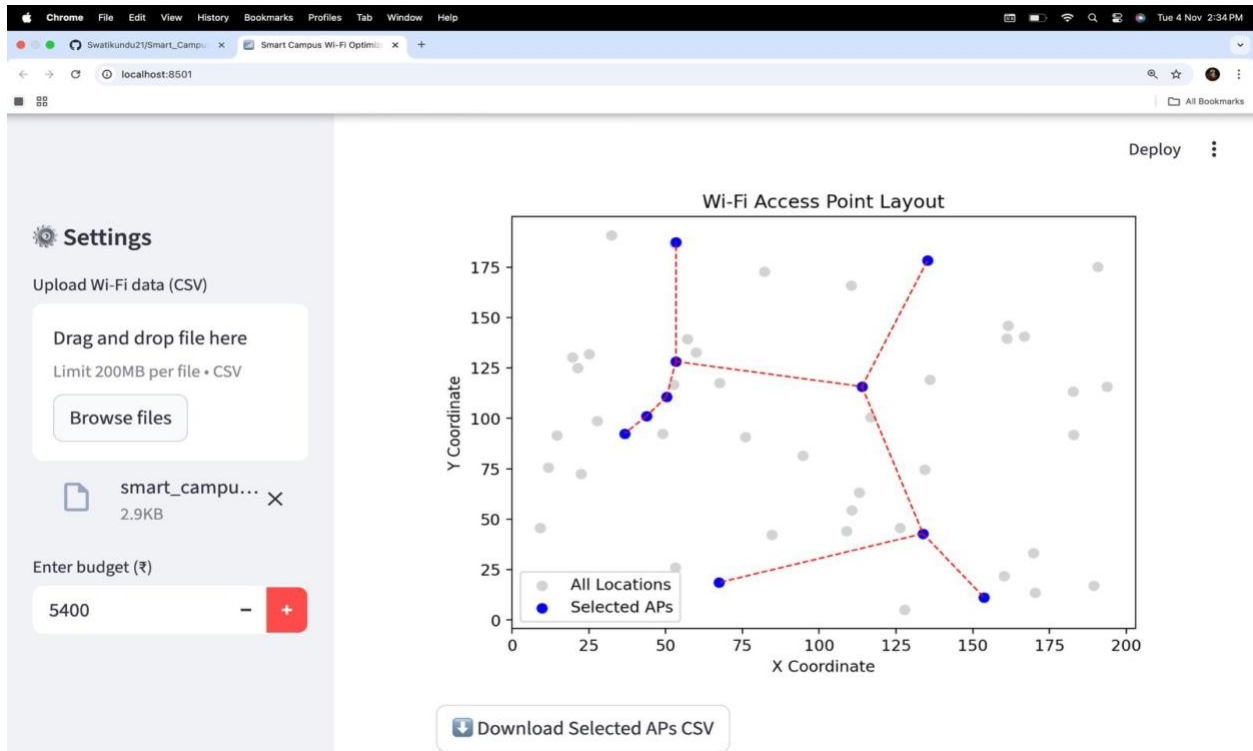 Chrome File Edit View History Bookmarks Profiles Tab Window Help
Tue 4 Nov 2:34 PM
Swatikundu21/Smart_Campu
Smart Campus Wi-Fi Optimiz
localhost:8501
All Bookmarks
Deploy
Settings
Upload Wi-Fi data (CSV)
Drag and drop file here
Limit 200MB per file • CSV
Browse files
smart_campu...
2.9KB
Enter budget (₹)
5400
Wi-Fi Access Point Layout
Y Coordinate
175
150
125
100
75
50
25
0
All Locations
Selected APs
0 25 50 75 100 125 150 175 200
X Coordinate
Download Selected APs CSV